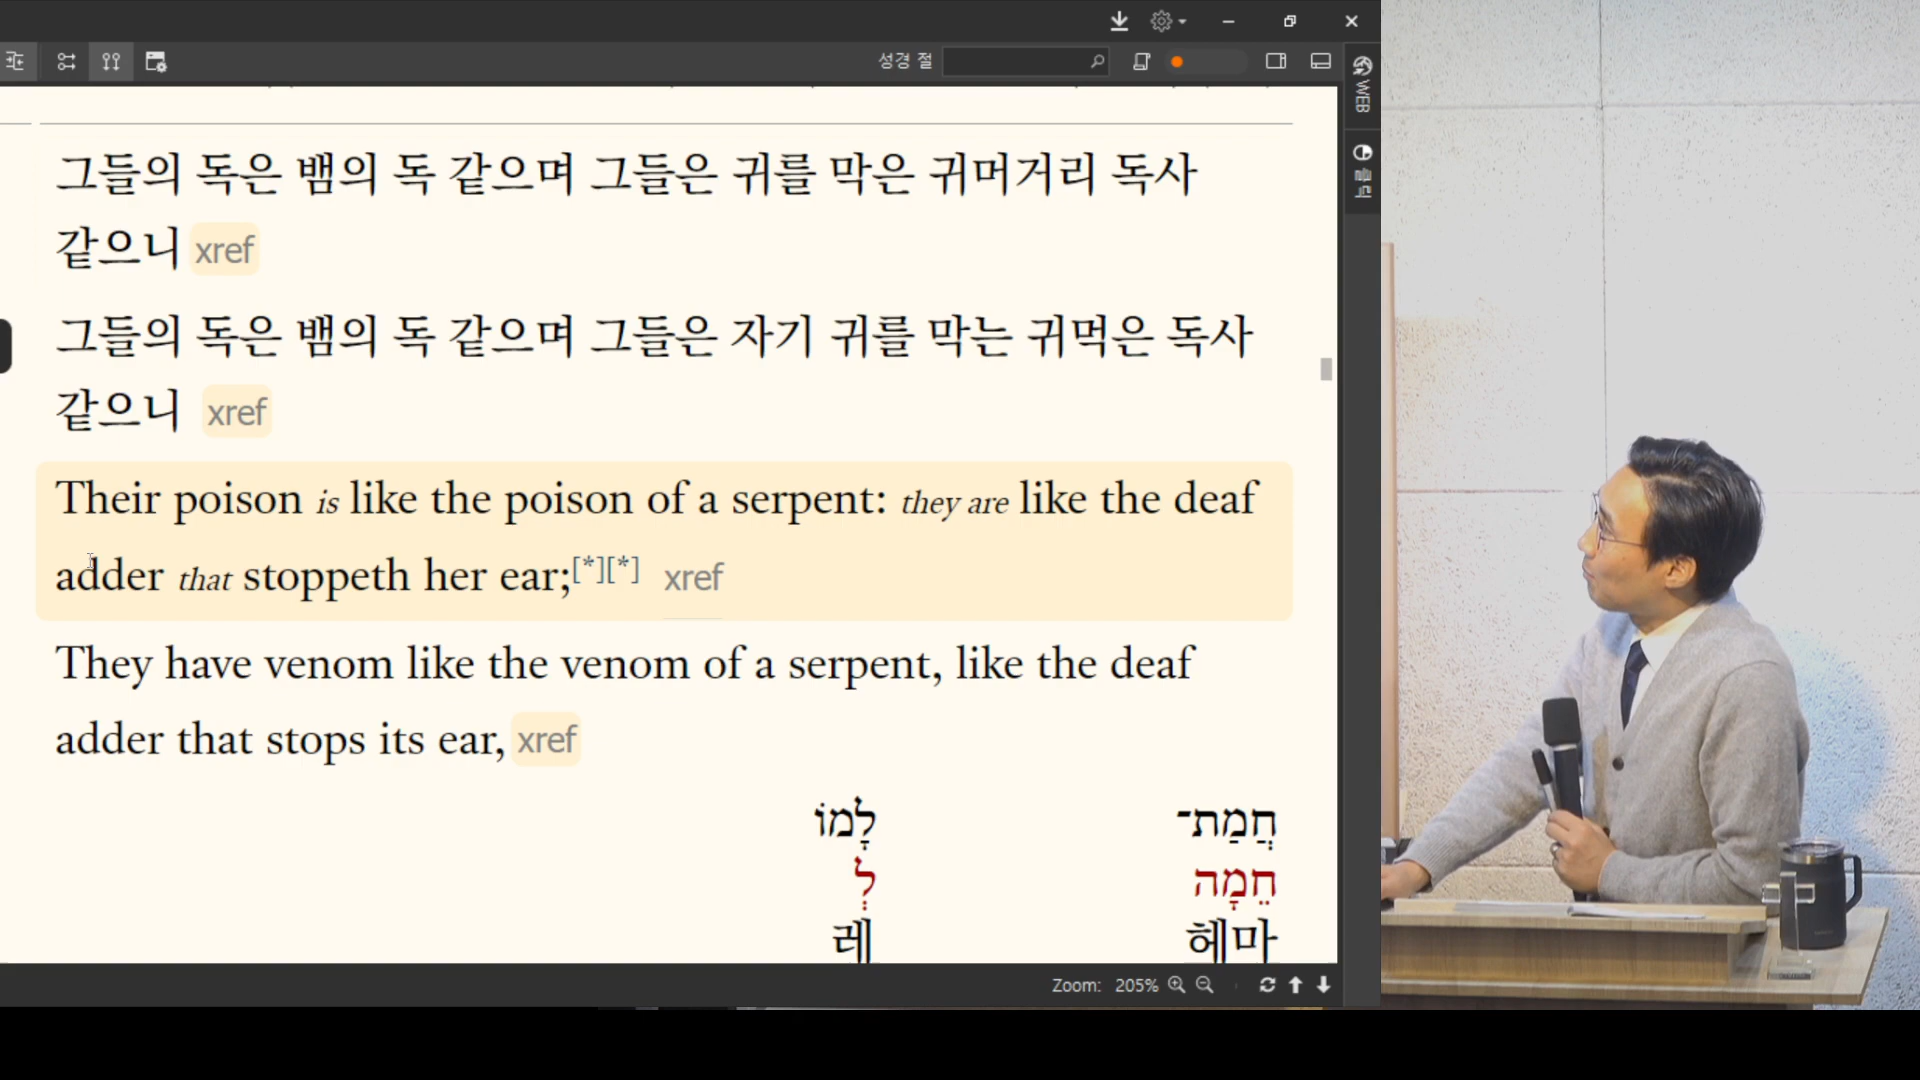 성경 절
WEB
클릭
그들의 독은 뱀의 독 같으며 그들은 귀를 막은 귀머거리 독사
같으니 xref
그들의 독은 뱀의 독 같으며 그들은 자기 귀를 막는 귀먹은 독사
같으니 xref
Their poison is like the poison of a serpent: they are like the deaf
adder that stoppeth her ear;[*][*] xref
They have venom like the venom of a serpent, like the deaf
adder that stops its ear, xref
חֲמַת־ לָמוֹ
חֵמָה לְ
헤마 레
Zoom: 205%